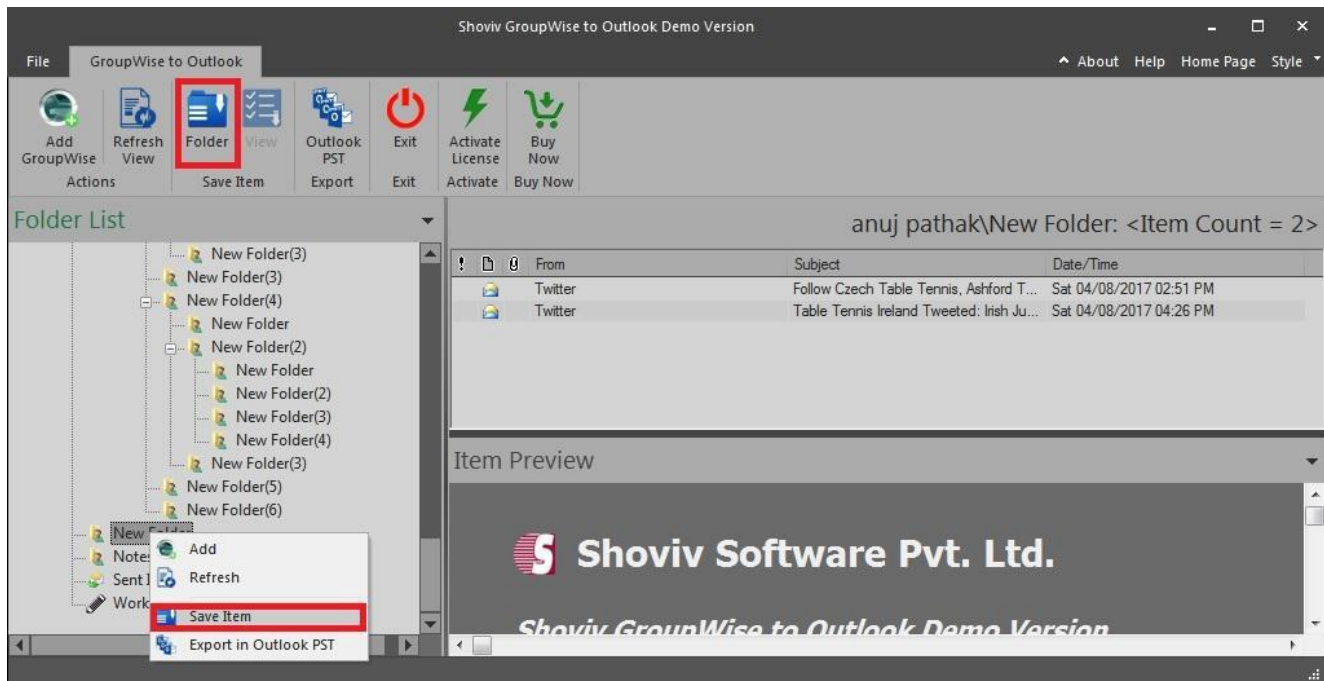 Shoviv GroupWise to Outlook Demo Version
File GroupWise to Outlook About Help Home Page Style
Add GroupWise
Refresh View
Folder
View
Outlook PST
Exit
Activate License
Buy Now
Actions Save Item Export Exit Activate Buy Now
Folder List
New Folder(3)
New Folder(3)
New Folder(4)
New Folder
New Folder(2)
New Folder
New Folder(2)
New Folder(3)
New Folder(4)
New Folder(3)
New Folder(5)
New Folder(6)
New Folder
Notes
Sent I
Work
Add
Refresh
Save Item
Export in Outlook PST
anuj pathak\New Folder: <Item Count = 2>
! From Subject Date/Time
Twitter Follow Czech Table Tennis, Ashford T... Sat 04/08/2017 02:51 PM
Twitter Table Tennis Ireland Tweeted: Irish Ju... Sat 04/08/2017 04:26 PM
Item Preview
Shoviv Software Pvt. Ltd.
Shoviv GroupWise to Outlook Demo Version